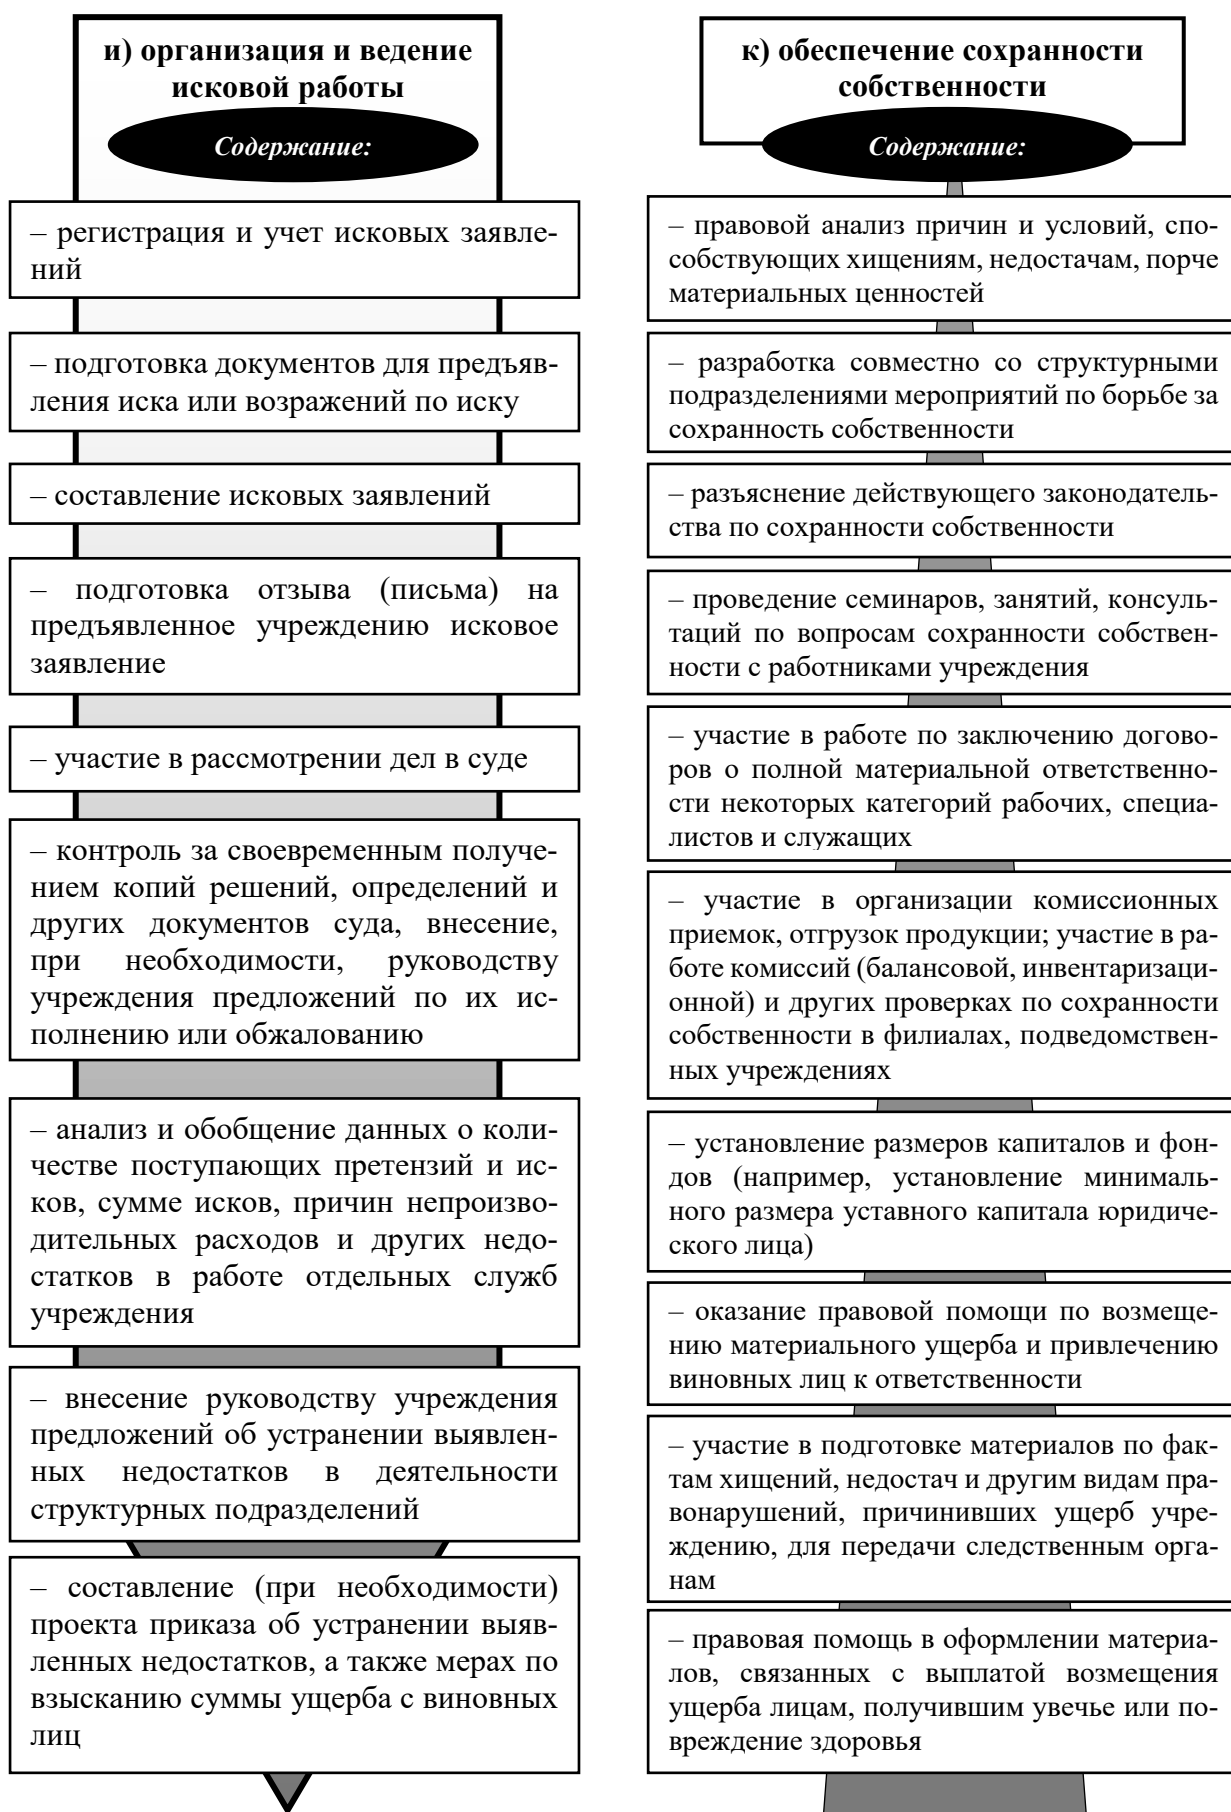 и) организация и ведение
исковой работы
Содержание:
– регистрация и учет исковых заявле-
ний
– подготовка документов для предъяв-
ления иска или возражений по иску
– составление исковых заявлений
– подготовка отзыва (письма) на
предъявленное учреждению исковое
заявление
– участие в рассмотрении дел в суде
– контроль за своевременным получе-
нием копий решений, определений и
других документов суда, внесение,
при необходимости, руководству
учреждения предложений по их ис-
полнению или обжалованию
– анализ и обобщение данных о коли-
честве поступающих претензий и ис-
ков, сумме исков, причин непроизво-
дительных расходов и других недо-
статков в работе отдельных служб
учреждения
– внесение руководству учреждения
предложений об устранении выявлен-
ных недостатков в деятельности
структурных подразделений
– составление (при необходимости)
проекта приказа об устранении выяв-
ленных недостатков, а также мерах по
взысканию суммы ущерба с виновных
лиц
к) обеспечение сохранности
собственности
Содержание:
– правовой анализ причин и условий, спо-
собствующих хищениям, недостачам, порче
материальных ценностей
– разработка совместно со структурными
подразделениями мероприятий по борьбе за
сохранность собственности
– разъяснение действующего законодатель-
ства по сохранности собственности
– проведение семинаров, занятий, консуль-
таций по вопросам сохранности собствен-
ности с работниками учреждения
– участие в работе по заключению догово-
ров о полной материальной ответственно-
сти некоторых категорий рабочих, специа-
листов и служащих
– участие в организации комиссионных
приемок, отгрузок продукции; участие в ра-
боте комиссий (балансовой, инвентаризаци-
онной) и других проверках по сохранности
собственности в филиалах, подведомствен-
ных учреждениях
– установление размеров капиталов и фон-
дов (например, установление минималь-
ного размера уставного капитала юридиче-
ского лица)
– оказание правовой помощи по возмеще-
нию материального ущерба и привлечению
виновных лиц к ответственности
– участие в подготовке материалов по фак-
там хищений, недостач и другим видам пра-
вонарушений, причинивших ущерб учре-
ждению, для передачи следственным орга-
нам
– правовая помощь в оформлении материа-
лов, связанных с выплатой возмещения
ущерба лицам, получившим увечье или по-
вреждение здоровья